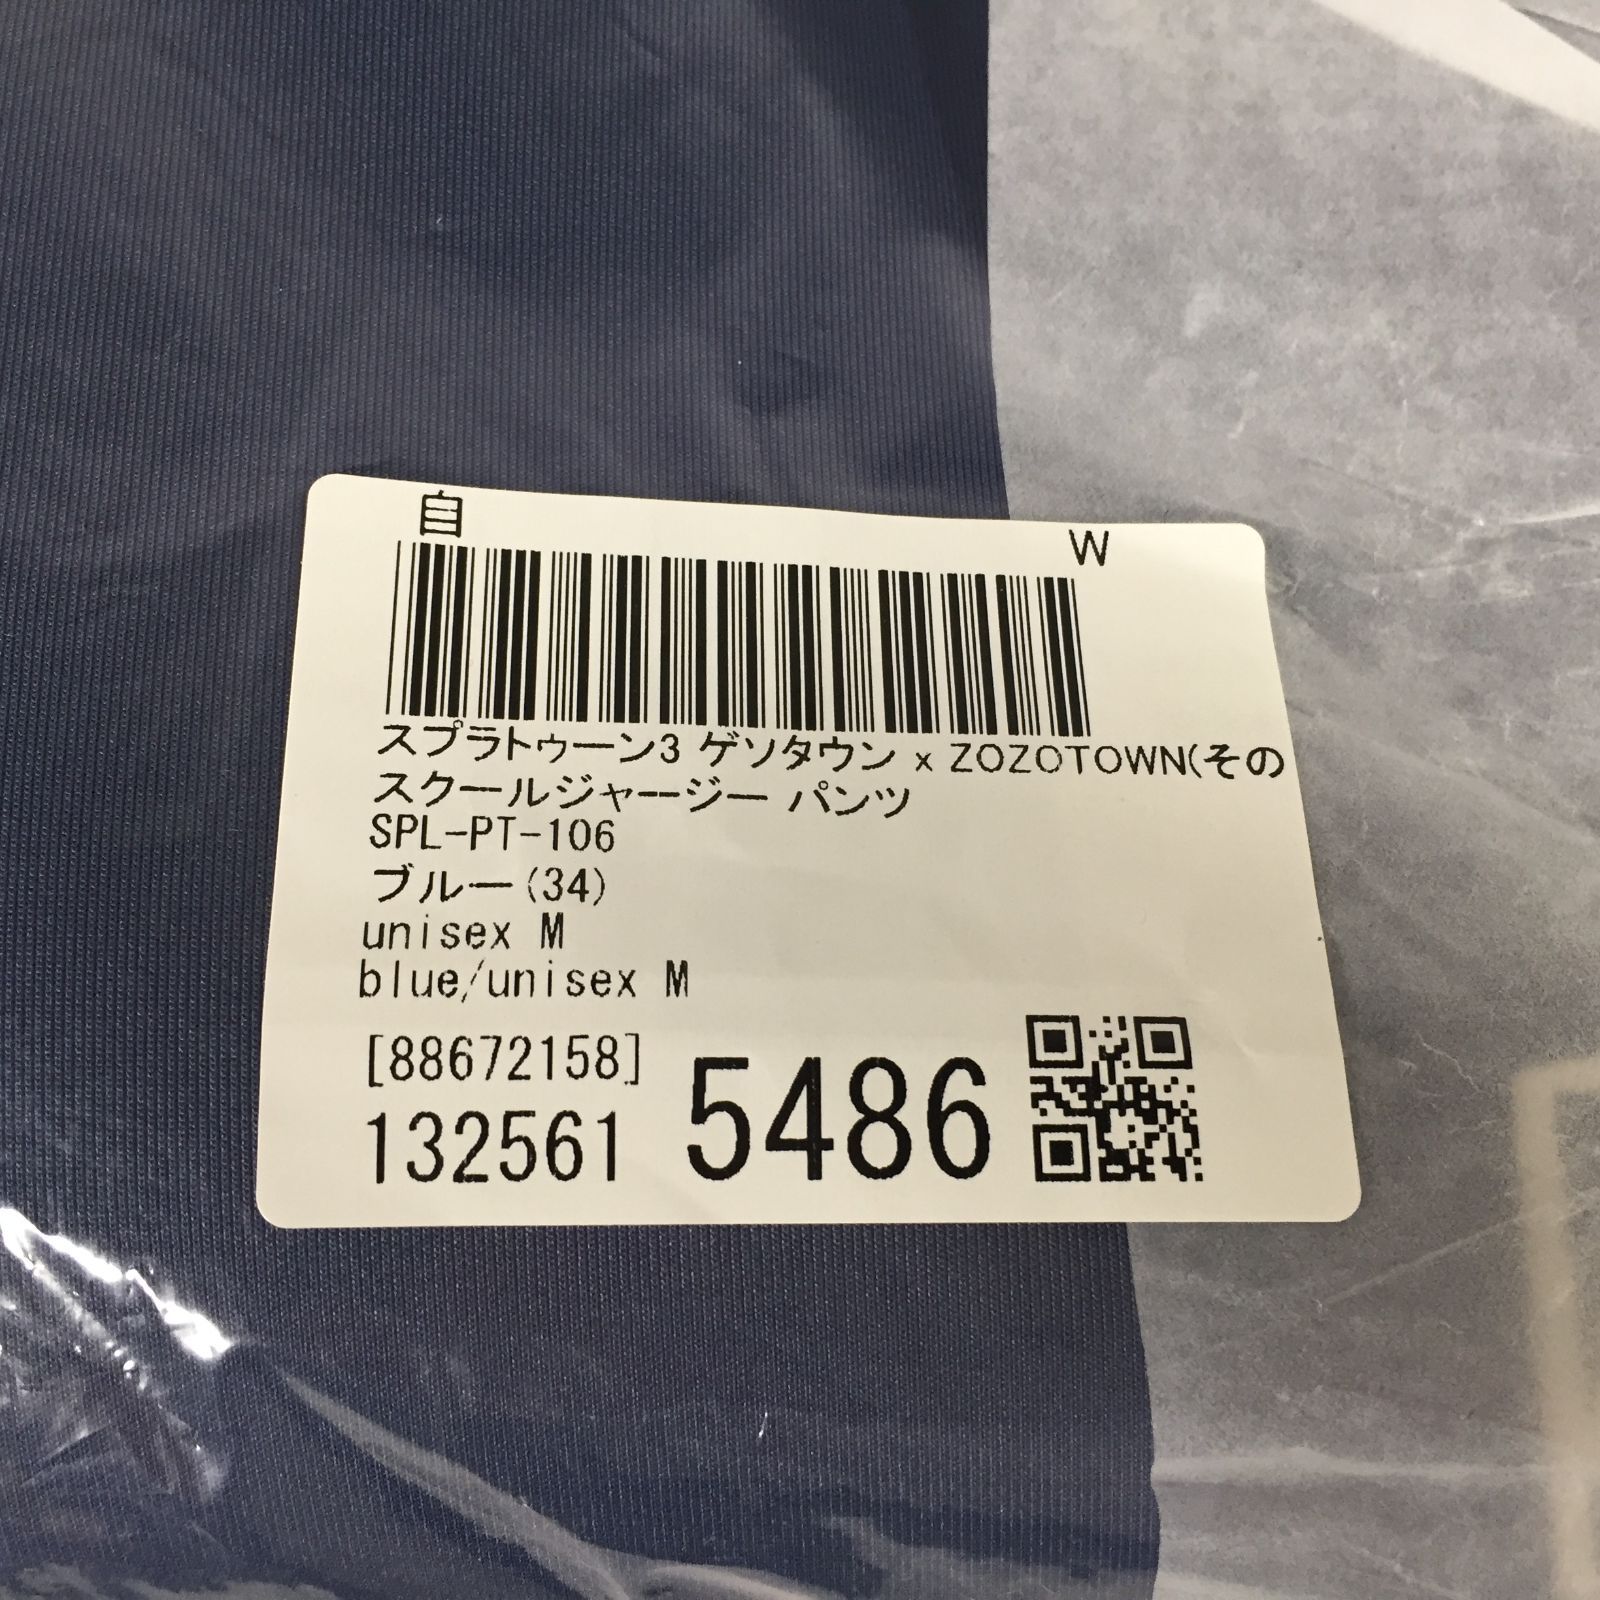 自 W
スプラトゥーン3 ゲソタウン x ZOZOTOWN(その
スクールジャージー パンツ
SPL-PT-106
ブルー(34)
unisex M
blue/unisex M
[88672158]
132561 5486